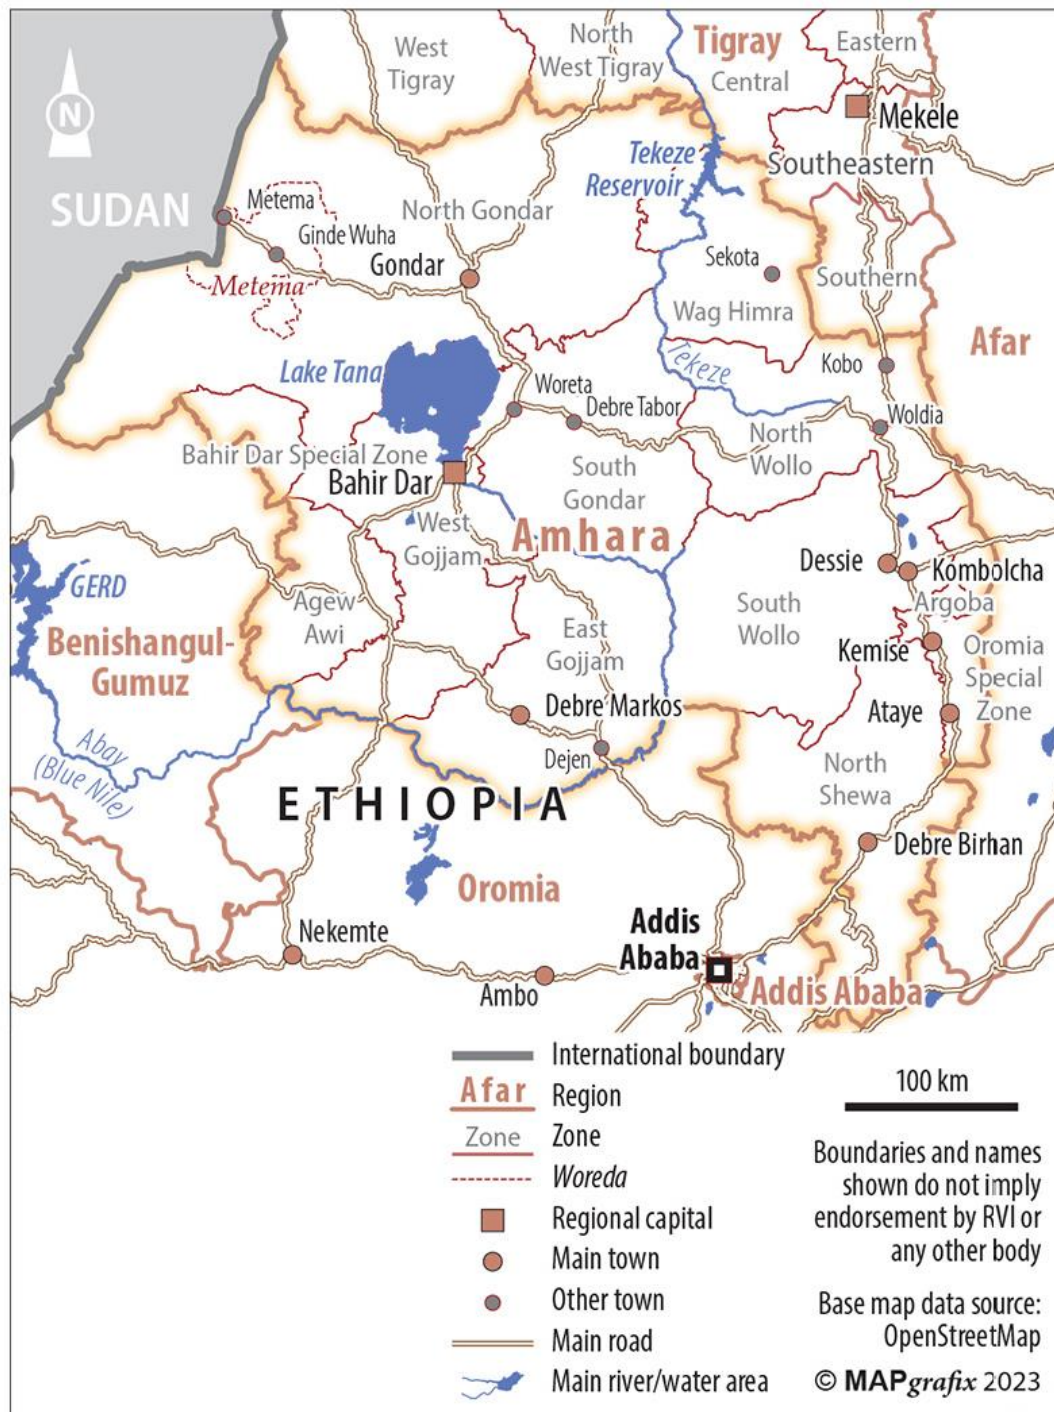 West
Tigray
North
West Tigray
Tigray
Central
Eastern
N
Mekele
Tekeze
Reservoir
Southeastern
SUDAN
Metema
North Gondar
Ginde Wuha
Gondar
Sekota
Southern
Metema
Wag Himra
Afar
Lake Tana
Tekeze
Kobo
Woreta
Debre Tabor
Woldia
Bahir Dar Special Zone
North
Wollo
Bahir Dar
South
Gondar
West
Gojjam
Amhara
Dessie
Kombolcha
GERD
Agew
Awi
Argoba
South
Wollo
Benishangul-
Gumuz
East
Gojjam
Kemise
Oromia
Special
Zone
Debre Markos
Ataye
Abay
(Blue Nile)
Dejen
North
Shewa
ETHIOPIA
Debre Birhan
Oromia
Nekemte
Addis
Ababa
Ambo
Addis Ababa
International boundary
Afar
Region
Zone
Zone
Woreda
Regional capital
Main town
Other town
Main road
Main river/water area
100 km
Boundaries and names
shown do not imply
endorsement by RVI or
any other body
Base map data source:
OpenStreetMap
© MAPgrafix 2023